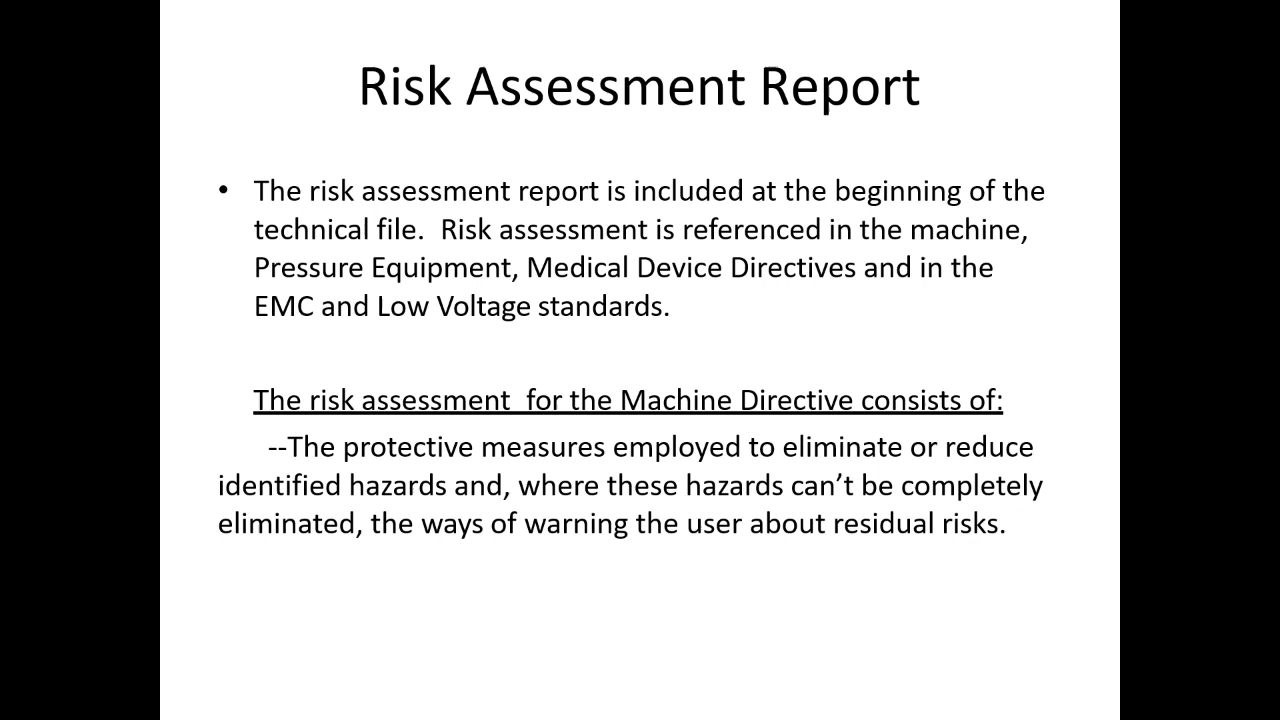 Risk Assessment Report
• The risk assessment report is included at the beginning of the
technical file.  Risk assessment is referenced in the machine,
Pressure Equipment, Medical Device Directives and in the
EMC and Low Voltage standards.
The risk assessment  for the Machine Directive consists of:
--The protective measures employed to eliminate or reduce
identified hazards and, where these hazards can’t be completely
eliminated, the ways of warning the user about residual risks.